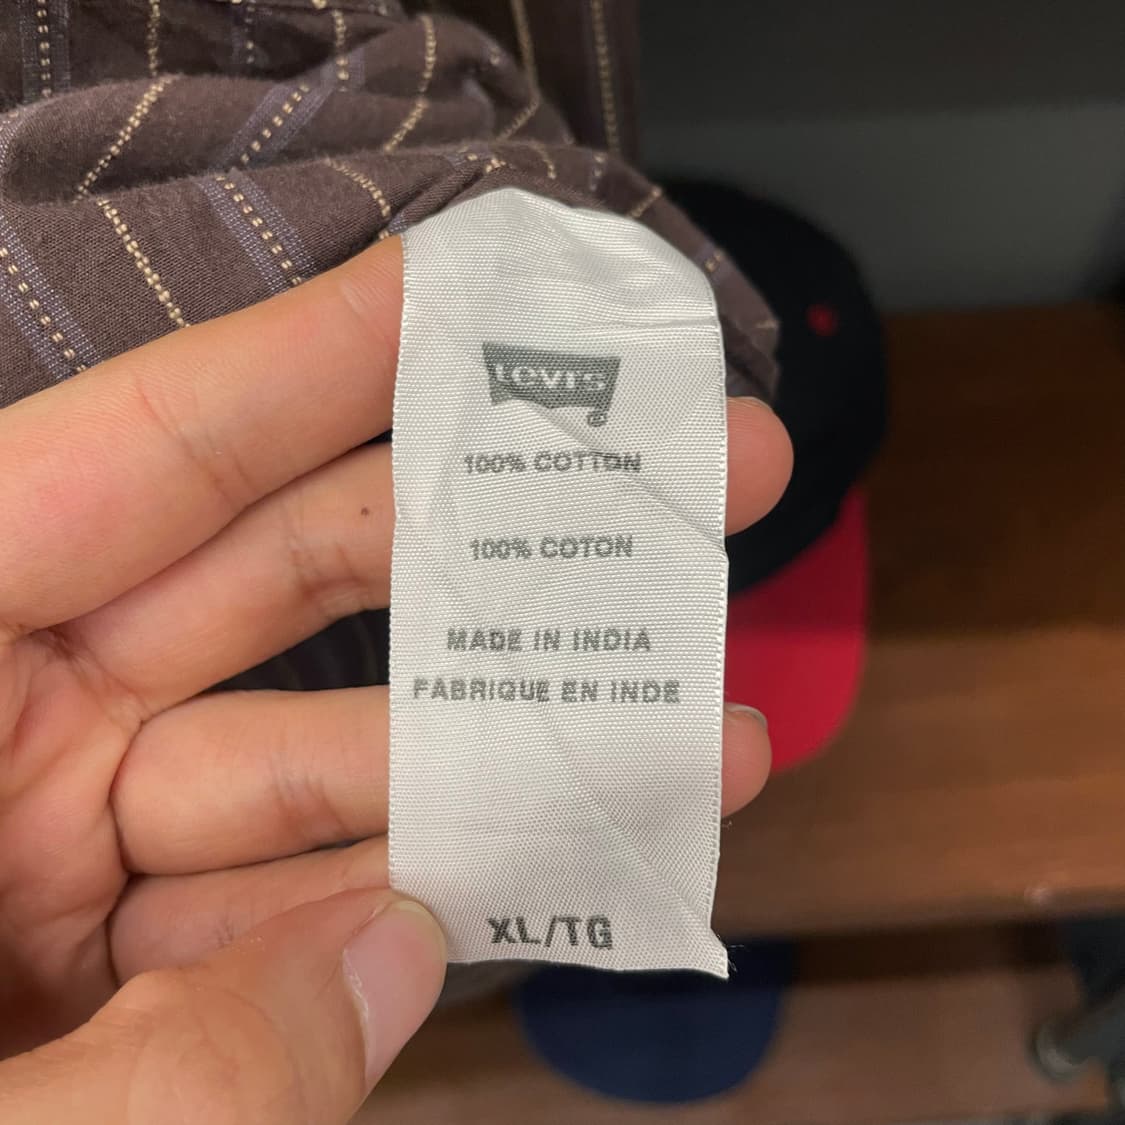 Levi's
©
100% COTTON
100% COTON
MADE IN INDIA
FABRIQUE EN INDE
XL/TG